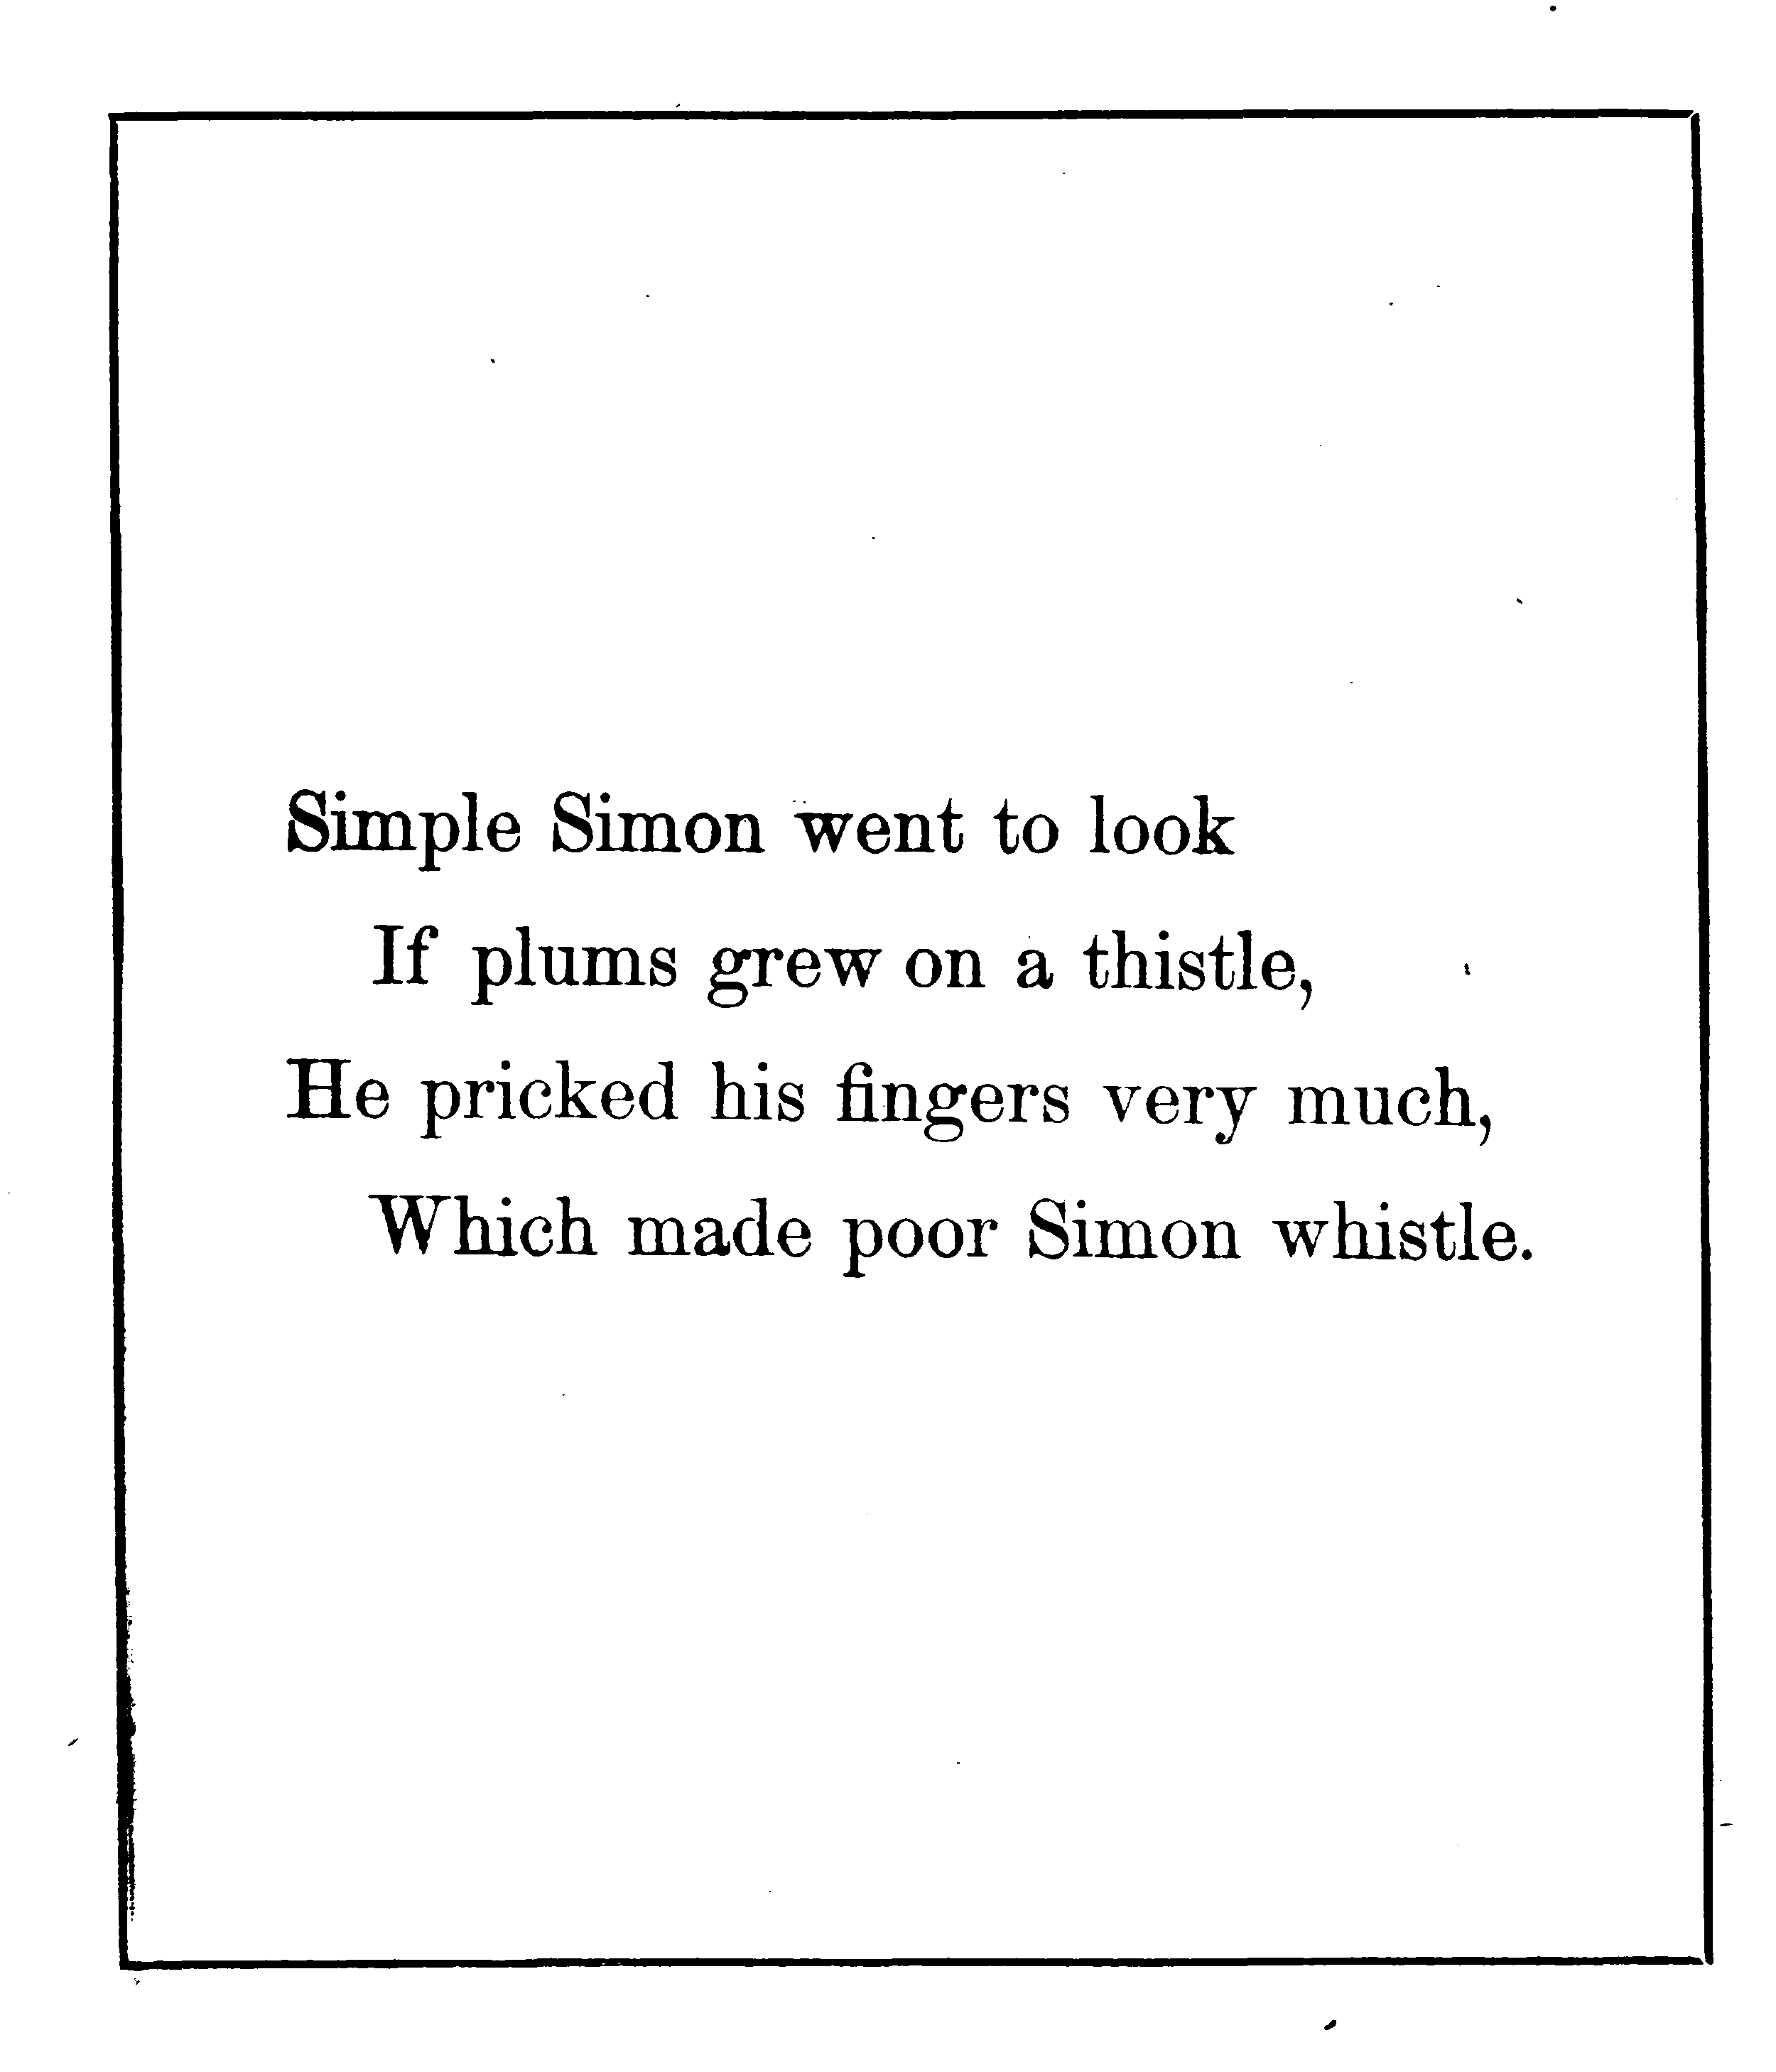 Simple Simon went to look
If plums grew on a thistle,
He pricked his fingers very much,
Which made poor Simon whistle.